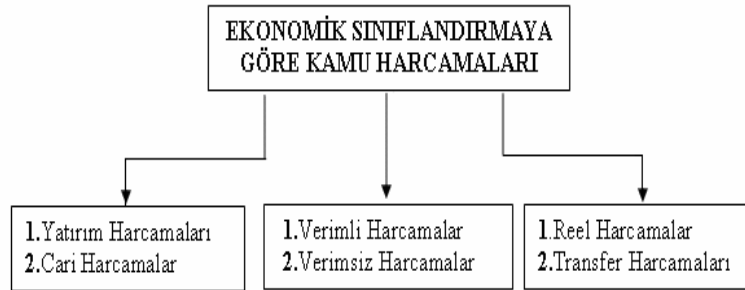 EKONOMİK SINIFLANDIRMAYA
GÖRE KAMU HARCAMALARI
1.Yatırım Harcamaları
2.Cari Harcamalar
1.Verimli Harcamalar
2.Verimsiz Harcamalar
1.Reel Harcamalar
2.Transfer Harcamaları